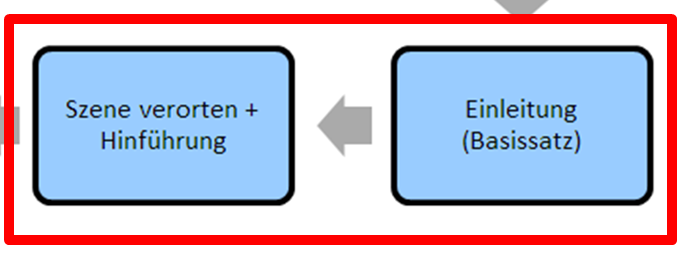 Szene verorten +
Hinführung
Einleitung
(Basissatz)